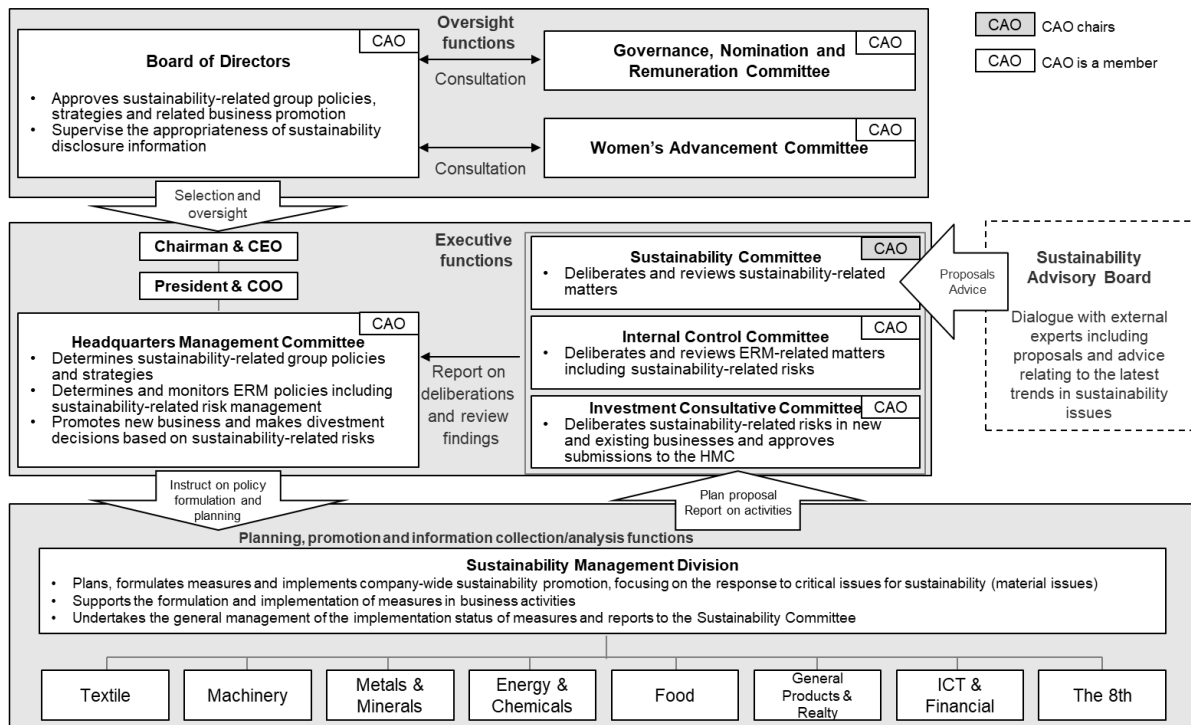 Oversight
functions
CAO
Board of Directors
• Approves sustainability-related group policies,
strategies and related business promotion
• Supervise the appropriateness of sustainability
disclosure information
Consultation
CAO
Governance, Nomination and
Remuneration Committee
Consultation
CAO
Women's Advancement Committee
CAO CAO chairs
CAO CAO is a member
Selection and
oversight
Chairman & CEO
President & COO
Executive
functions
CAO
Headquarters Management Committee
• Determines sustainability-related group policies
and strategies
• Determines and monitors ERM policies including
sustainability-related risk management
• Promotes new business and makes divestment
decisions based on sustainability-related risks
Report on
deliberations
and review
findings
CAO
Sustainability Committee
• Deliberates and reviews sustainability-related
matters
CAO
Internal Control Committee
• Deliberates and reviews ERM-related matters
including sustainability-related risks
CAO
Investment Consultative Committee
• Deliberates sustainability-related risks in new
and existing businesses and approves
submissions to the HMC
Proposals
Advice
Sustainability
Advisory Board
Dialogue with external
experts including
proposals and advice
relating to the latest
trends in sustainability
issues
Instruct on policy
formulation and
planning
Plan proposal
Report on activities
Planning, promotion and information collection/analysis functions
Sustainability Management Division
• Plans, formulates measures and implements company-wide sustainability promotion, focusing on the response to critical issues for sustainability (material issues)
• Supports the formulation and implementation of measures in business activities
• Undertakes the general management of the implementation status of measures and reports to the Sustainability Committee
Textile
Machinery
Metals &
Minerals
Energy &
Chemicals
Food
General
Products &
Realty
ICT &
Financial
The 8th